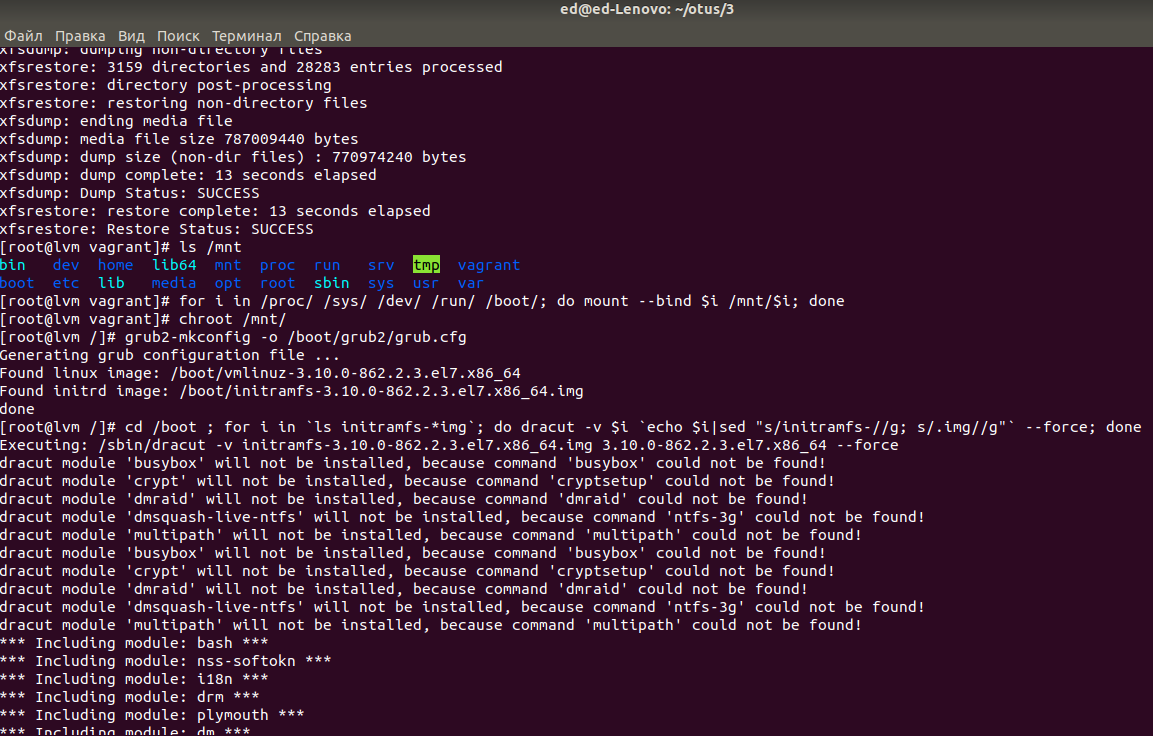 ed@ed-Lenovo: ~/otus/3
Файл Правка Вид Поиск Терминал Справка
xfsdump: dumping non-directory files
xfsrestore: 3159 directories and 28283 entries processed
xfsrestore: directory post-processing
xfsrestore: restoring non-directory files
xfsdump: ending media file
xfsdump: media file size 787009440 bytes
xfsdump: dump size (non-dir files) : 770974240 bytes
xfsdump: dump complete: 13 seconds elapsed
xfsdump: Dump Status: SUCCESS
xfsrestore: restore complete: 13 seconds elapsed
xfsrestore: Restore Status: SUCCESS
[root@lvm vagrant]# ls /mnt
bin   dev  home  lib64  mnt  proc  run   srv  tmp  vagrant
boot  etc  lib   media  opt  root  sbin  sys  usr  var
[root@lvm vagrant]# for i in /proc/ /sys/ /dev/ /run/ /boot/; do mount --bind $i /mnt/$i; done
[root@lvm vagrant]# chroot /mnt/
[root@lvm /]# grub2-mkconfig -o /boot/grub2/grub.cfg
Generating grub configuration file ...
Found linux image: /boot/vmlinuz-3.10.0-862.2.3.el7.x86_64
Found initrd image: /boot/initramfs-3.10.0-862.2.3.el7.x86_64.img
done
[root@lvm /]# cd /boot ; for i in `ls initramfs-*img`; do dracut -v $i `echo $i|sed "s/initramfs-//g; s/.img//g"` --force; done
Executing: /sbin/dracut -v initramfs-3.10.0-862.2.3.el7.x86_64.img 3.10.0-862.2.3.el7.x86_64 --force
dracut module 'busybox' will not be installed, because command 'busybox' could not be found!
dracut module 'crypt' will not be installed, because command 'cryptsetup' could not be found!
dracut module 'dmraid' will not be installed, because command 'dmraid' could not be found!
dracut module 'dmsquash-live-ntfs' will not be installed, because command 'ntfs-3g' could not be found!
dracut module 'multipath' will not be installed, because command 'multipath' could not be found!
dracut module 'busybox' will not be installed, because command 'busybox' could not be found!
dracut module 'crypt' will not be installed, because command 'cryptsetup' could not be found!
dracut module 'dmraid' will not be installed, because command 'dmraid' could not be found!
dracut module 'dmsquash-live-ntfs' will not be installed, because command 'ntfs-3g' could not be found!
dracut module 'multipath' will not be installed, because command 'multipath' could not be found!
*** Including module: bash ***
*** Including module: nss-softokn ***
*** Including module: i18n ***
*** Including module: drm ***
*** Including module: plymouth ***
*** Including module: dm ***